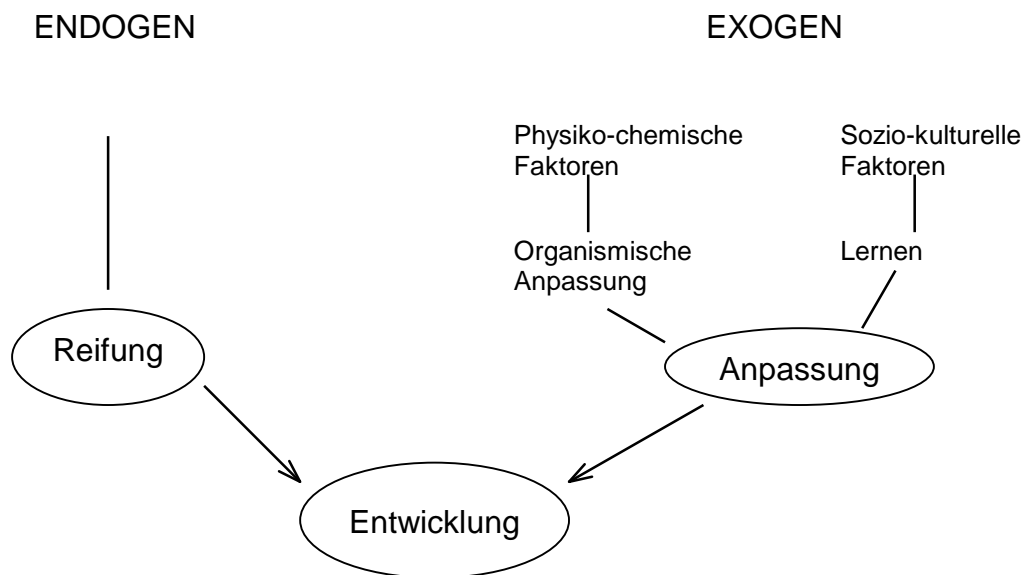 ENDOGEN
EXOGEN
Physiko-chemische
Faktoren
Sozio-kulturelle
Faktoren
Organismische
Anpassung
Lernen
Reifung
Anpassung
Entwicklung